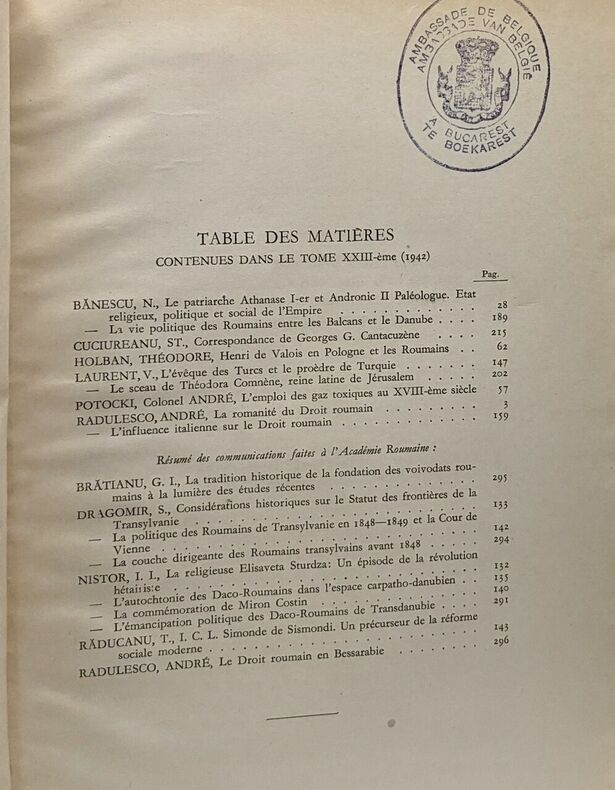 AMBASSADE DE BELGIQUE
AMBASSADE VAN BELGIË
A BUCAREST
TE BOEKAREST
TABLE DES MATIÈRES
CONTENUES DANS LE TOME XXIII-ème (1942)
Pag.
BĂNESCU, N., Le patriarche Athanase I-er et Andronic II Paléologue. Etat
religieux, politique et social de l'Empire . . . . . . . . . . . 28
— La vie politique des Roumains entre les Balcans et le Danube . . . . 189
CUCIUREANU, ST., Correspondance de Georges G. Cantacuzène . . . . 215
HOLBAN, THÉODORE, Henri de Valois en Pologne et les Roumains . . 62
LAURENT, V., L'évêque des Turcs et le proèdre de Turquie . . . . . . 147
— Le sceau de Théodora Comnène, reine latine de Jérusalem . . . . . 202
POTOCKI, Colonel ANDRÉ, L'emploi des gaz toxiques au XVIII-ème siècle 57
RADULESCO, ANDRÉ, La romanité du Droit roumain . . . . . . . . . 3
— L'influence italienne sur le Droit roumain . . . . . . . . . . . 159
Résumé des communications faites à l'Académie Roumaine :
BRĂTIANU, G. I., La tradition historique de la fondation des voivodats rou-
mains à la lumière des études récentes . . . . . . . . . . . . 295
DRAGOMIR, S., Considérations historiques sur le Statut des frontières de la
Transylvanie . . . . . . . . . . . . . . . . . . . . 133
— La politique des Roumains de Transylvanie en 1848—1849 et la Cour de
Vienne . . . . . . . . . . . . . . . . . . . . . . 142
— La couche dirigeante des Roumains transylvains avant 1848 . . . . . 294
NISTOR, I. I., La religieuse Elisaveta Sturdza: Un épisode de la révolution
hétairiste . . . . . . . . . . . . . . . . . . . . . 132
— L'autochtonie des Daco-Roumains dans l'espace carpatho-danubien . . 135
— La commémoration de Miron Costin . . . . . . . . . . . . . 140
— L'émancipation politique des Daco-Roumains de Transdanubie . . . . 291
RĂDUCANU, T., I. C. L. Simonde de Sismondi. Un précurseur de la réforme
sociale moderne . . . . . . . . . . . . . . . . . . . 143
RADULESCO, ANDRÉ, Le Droit roumain en Bessarabie . . . . . . . . 296